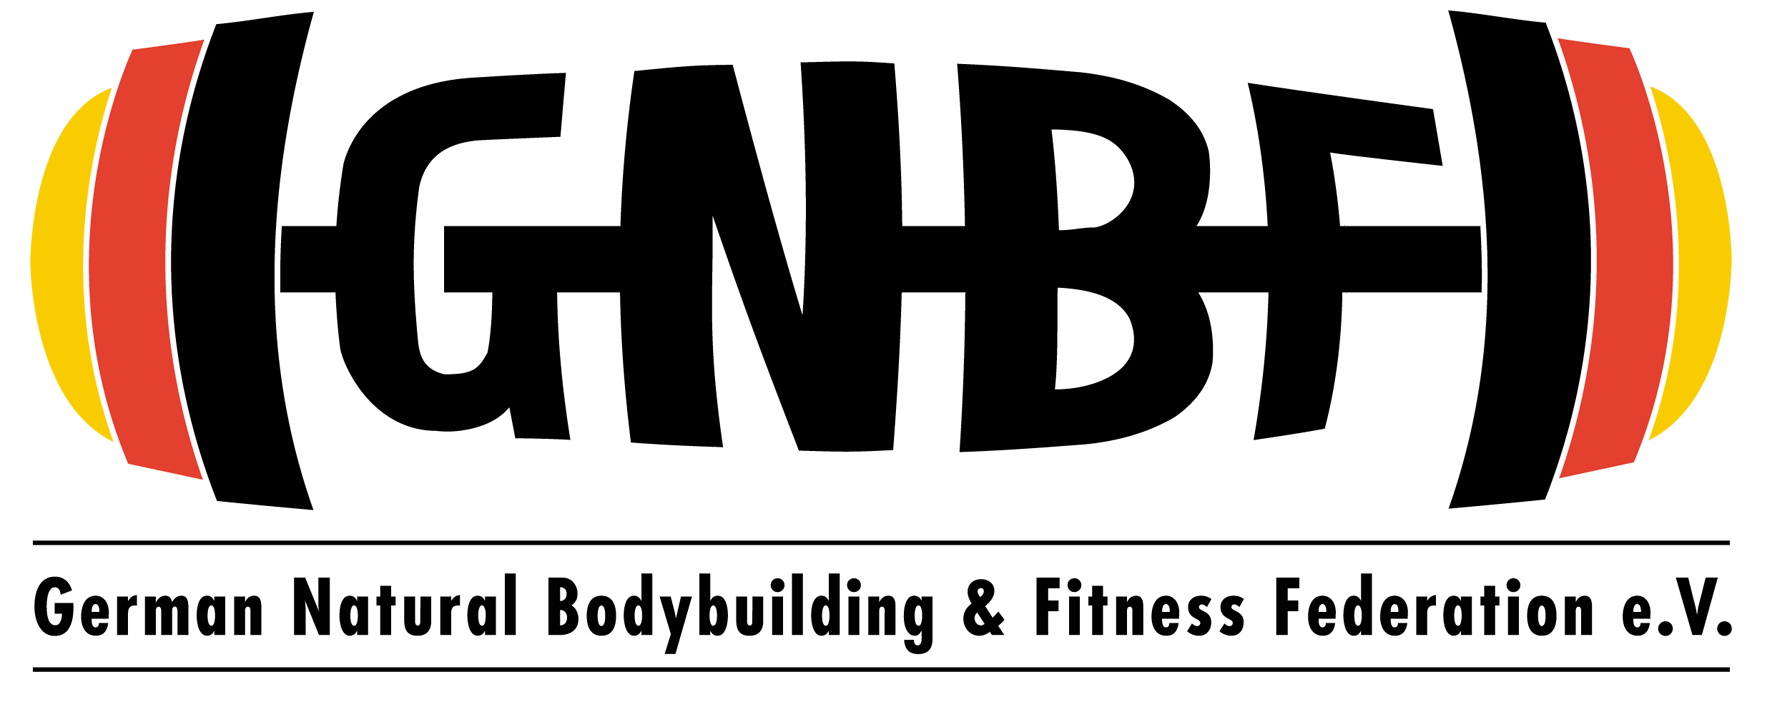 GNBF
German Natural Bodybuilding & Fitness Federation e.V.